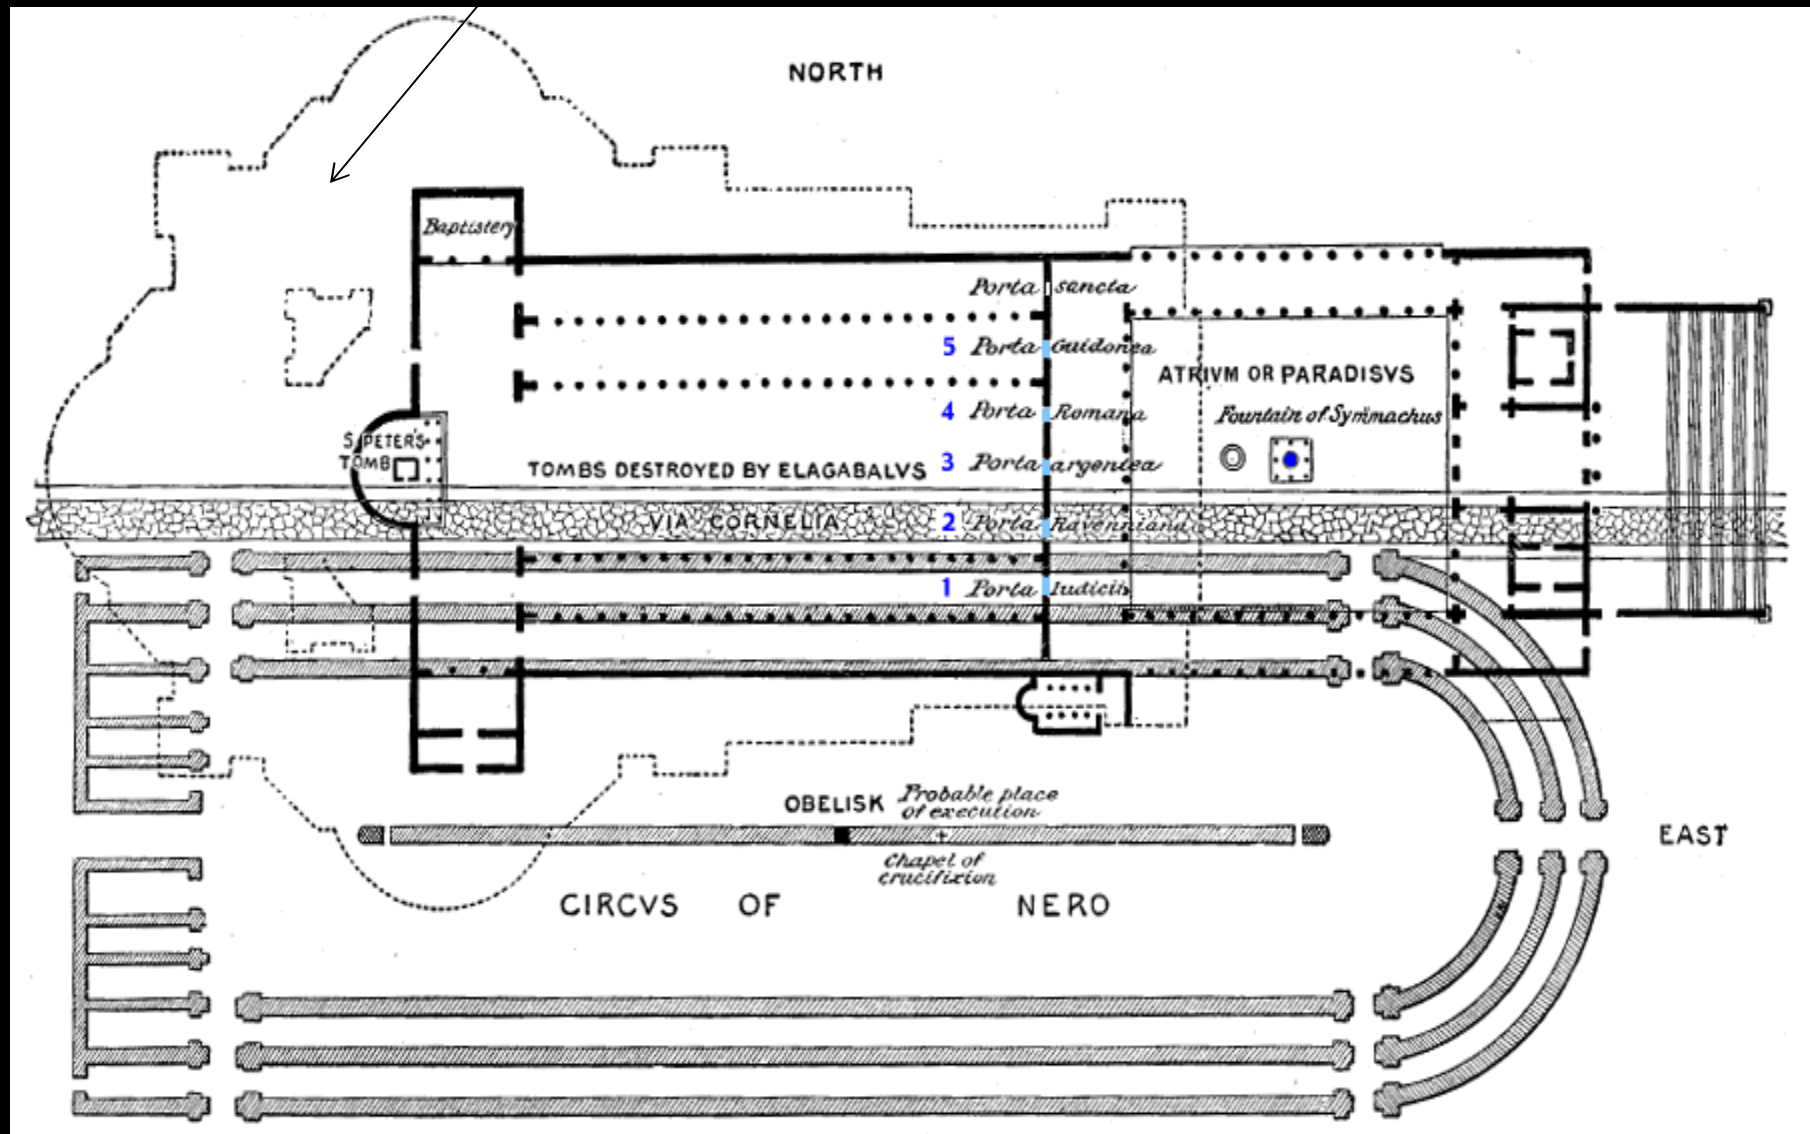 NORTH
Baptistery
Porta sancta
5 Porta Guidonea
ATRIVM OR PARADISVS
4 Porta Romana
Fountain of Symmachus
S. PETER'S
TOMB
TOMBS DESTROYED BY ELAGABALVS
3 Porta argentea
VIA CORNELIA
2 Porta Ravenniana
1 Porta Iudicii
OBELISK
Probable place
of execution
EAST
Chapel of
crucifixion
CIRCVS OF NERO